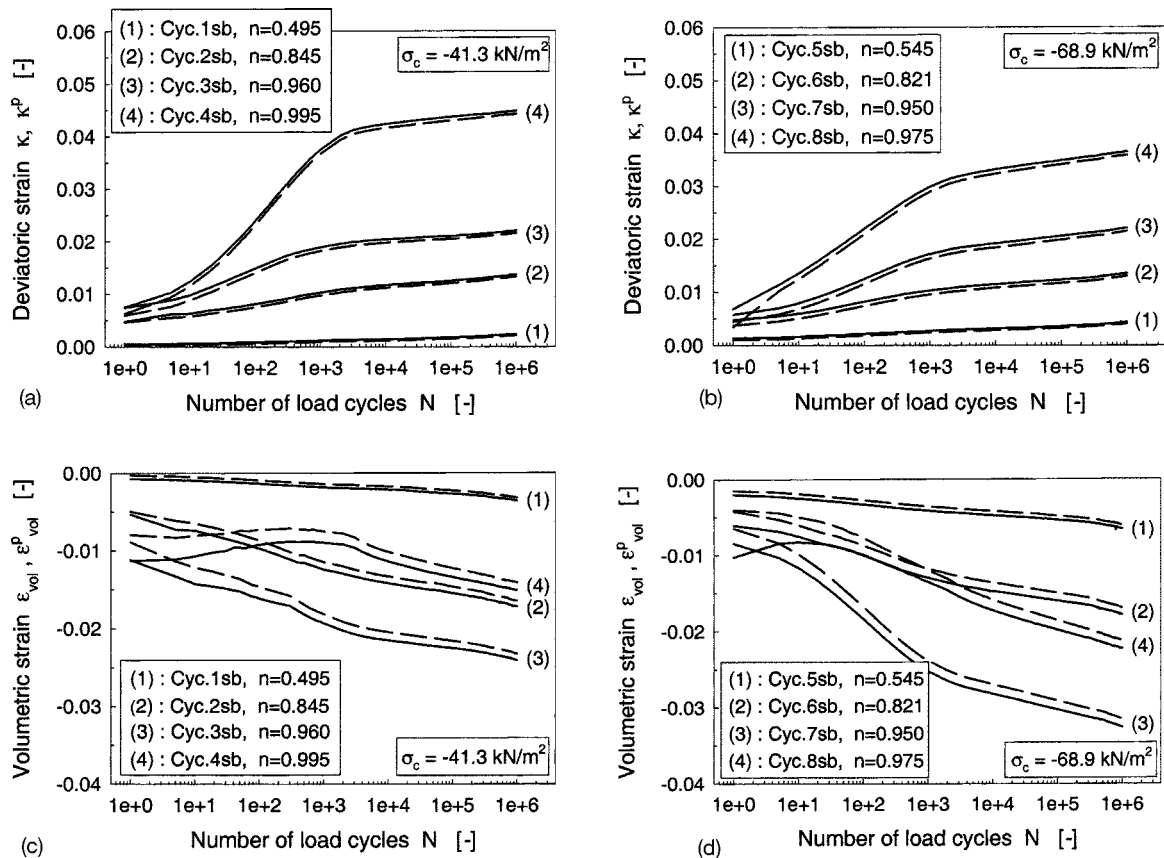 (1) : Cyc.1sb, n=0.495
(2) : Cyc.2sb, n=0.845
(3) : Cyc.3sb, n=0.960
(4) : Cyc.4sb, n=0.995
σc = -41.3 kN/m²
Deviatoric strain κ, κᵖ [-]
0.06
0.05
0.04
0.03
0.02
0.01
0.00
(4)
(3)
(2)
(1)
1e+0 1e+1 1e+2 1e+3 1e+4 1e+5 1e+6
Number of load cycles N [-]
(a)
(1) : Cyc.5sb, n=0.545
(2) : Cyc.6sb, n=0.821
(3) : Cyc.7sb, n=0.950
(4) : Cyc.8sb, n=0.975
σc = -68.9 kN/m²
Deviatoric strain κ, κᵖ [-]
0.06
0.05
0.04
0.03
0.02
0.01
0.00
(4)
(3)
(2)
(1)
1e+0 1e+1 1e+2 1e+3 1e+4 1e+5 1e+6
Number of load cycles N [-]
(b)
Volumetric strain εvol, εᵖvol [-]
0.00
-0.01
-0.02
-0.03
-0.04
(1)
(4)
(2)
(3)
(1) : Cyc.1sb, n=0.495
(2) : Cyc.2sb, n=0.845
(3) : Cyc.3sb, n=0.960
(4) : Cyc.4sb, n=0.995
σc = -41.3 kN/m²
1e+0 1e+1 1e+2 1e+3 1e+4 1e+5 1e+6
Number of load cycles N [-]
(c)
Volumetric strain εvol, εᵖvol [-]
0.00
-0.01
-0.02
-0.03
-0.04
(1)
(2)
(4)
(3)
(1) : Cyc.5sb, n=0.545
(2) : Cyc.6sb, n=0.821
(3) : Cyc.7sb, n=0.950
(4) : Cyc.8sb, n=0.975
σc = -68.9 kN/m²
1e+0 1e+1 1e+2 1e+3 1e+4 1e+5 1e+6
Number of load cycles N [-]
(d)